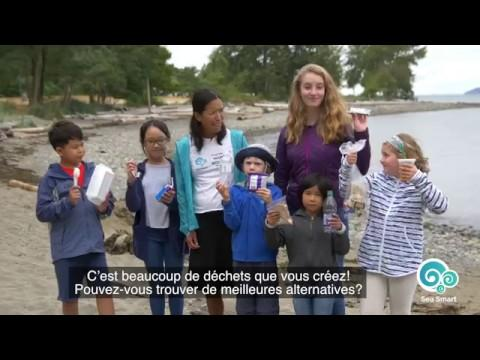 C'est beaucoup de déchets que vous créez!
Pouvez-vous trouver de meilleures alternatives?
Sea Smart